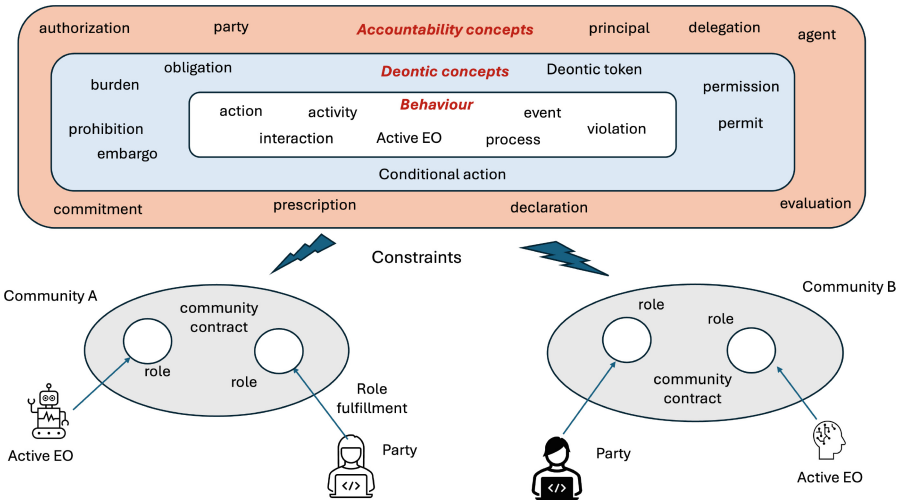 authorization
party
Accountability concepts
principal
delegation
agent
obligation
Deontic concepts
Deontic token
burden
permission
Behaviour
action
activity
event
prohibition
permit
interaction
Active EO
process
violation
embargo
Conditional action
commitment
prescription
declaration
evaluation
Constraints
Community A
community
contract
role
role
Role
fulfillment
Active EO
Party
Community B
role
role
community
contract
Party
Active EO